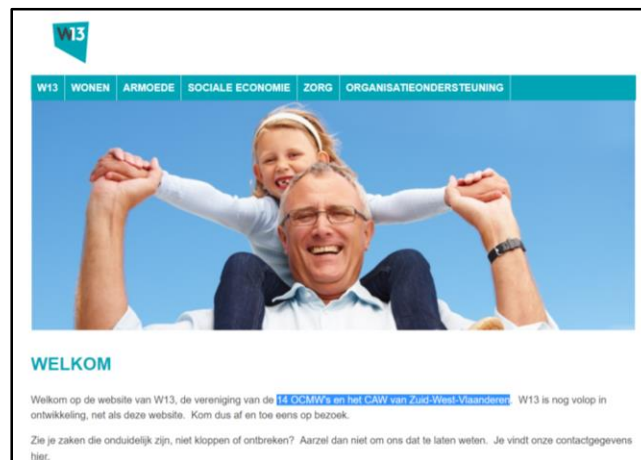 W13
W13 WONEN ARMOEDE SOCIALE ECONOMIE ZORG ORGANISATIEONDERSTEUNING
WELKOM
Welkom op de website van W13, de vereniging van de 14 OCMW's en het CAW van Zuid-West-Vlaanderen. W13 is nog volop in
ontwikkeling, net als deze website. Kom dus af en toe eens op bezoek.
Zie je zaken die onduidelijk zijn, niet kloppen of ontbreken? Aarzel dan niet om ons dat te laten weten. Je vindt onze contactgegevens
hier.